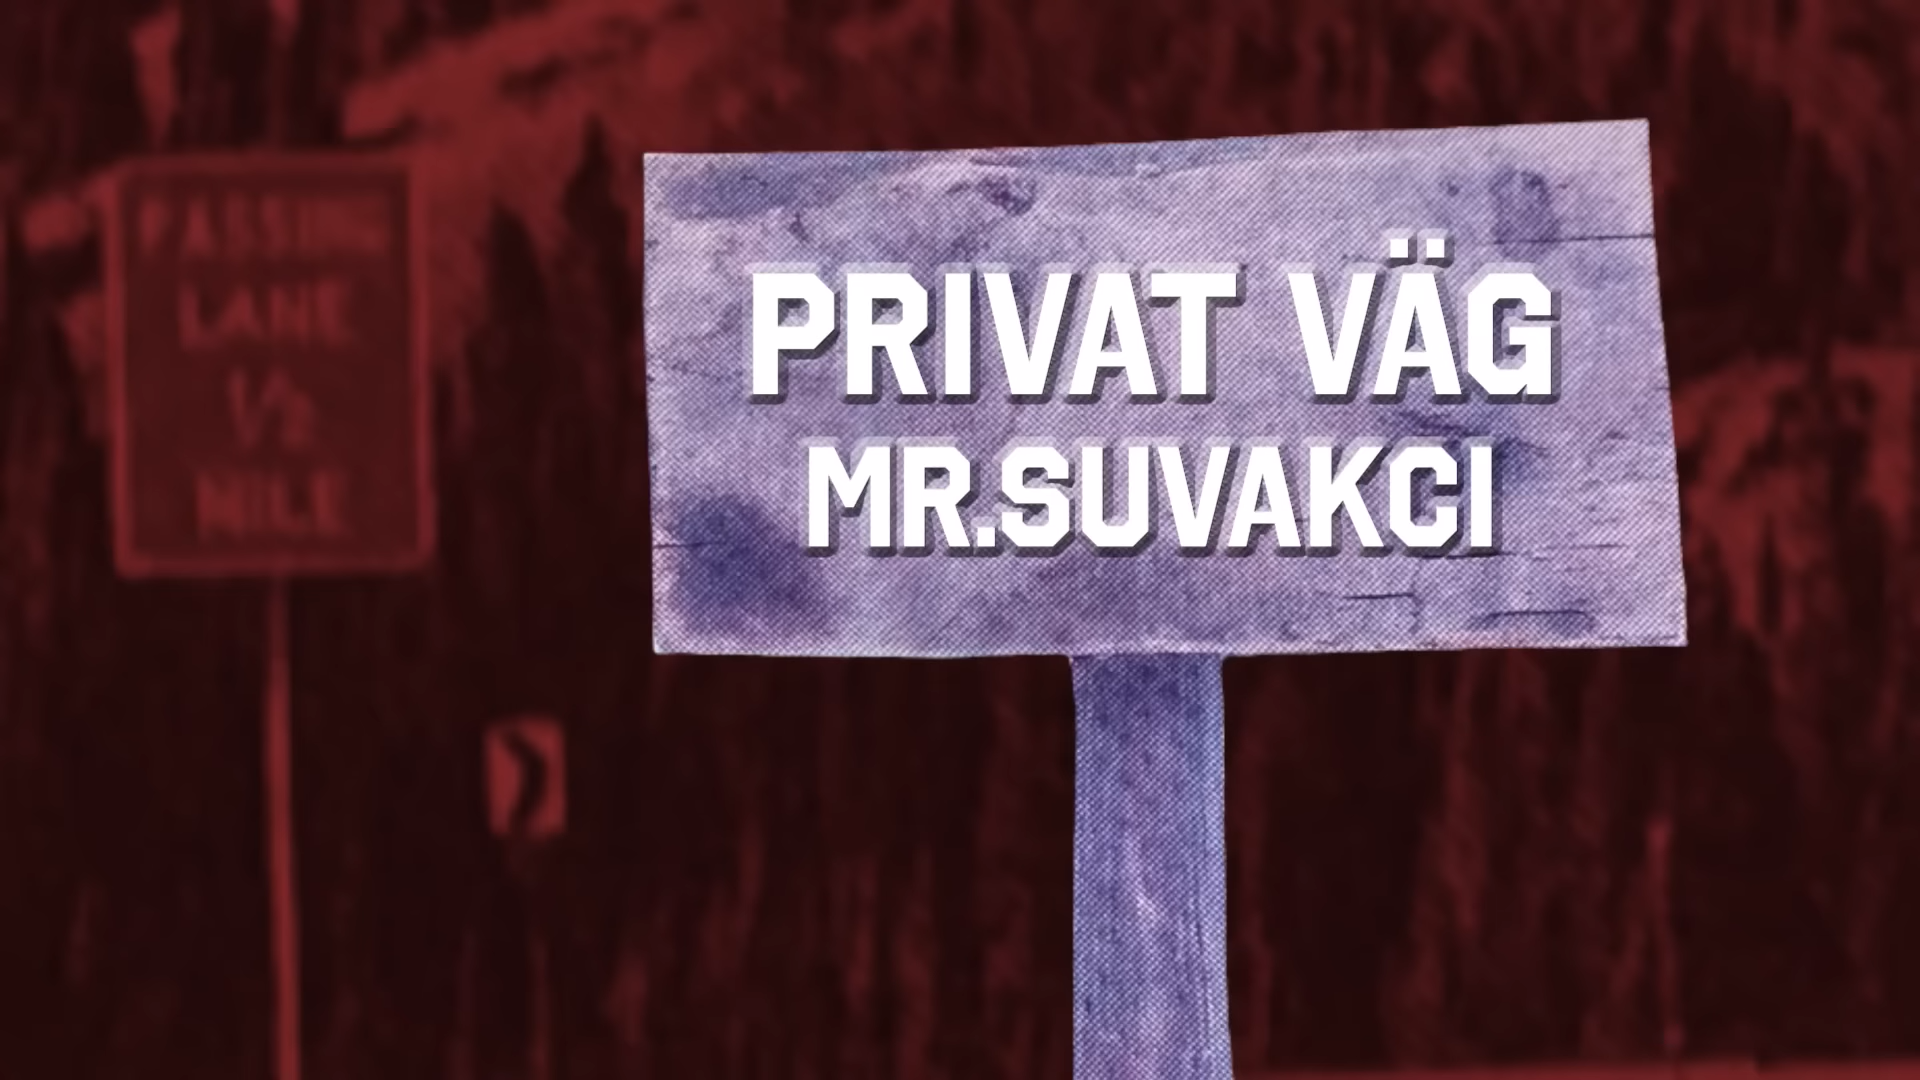 PASSING
LANE
1/2
MILE
PRIVAT VÄG
MR.SUVAKCI